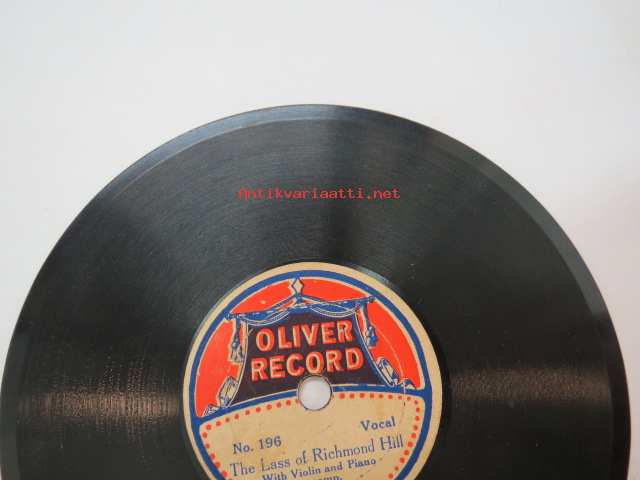 Antikvariaatti.net
OLIVER
RECORD
No. 196 Vocal
The Lass of Richmond Hill
With Violin and Piano